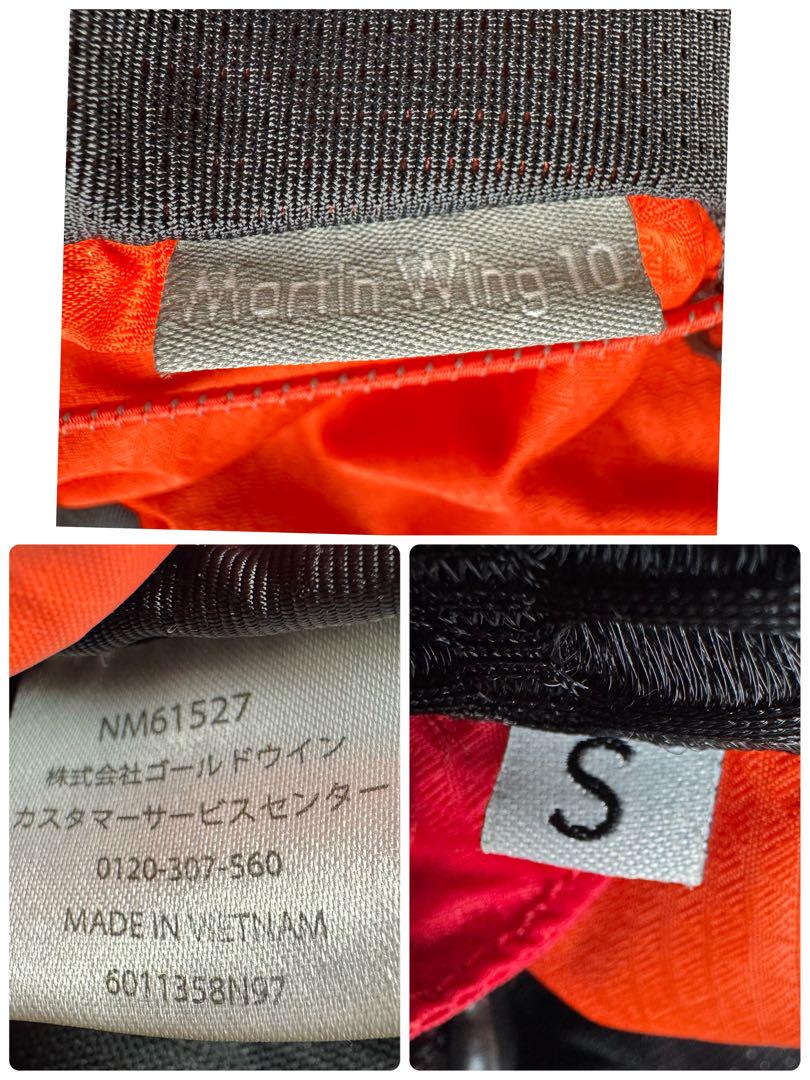 Martin Wing 10
NM61527
株式会社ゴールドウイン
カスタマーサービスセンター
0120-307-560
MADE IN VIETNAM
6011358N97
S